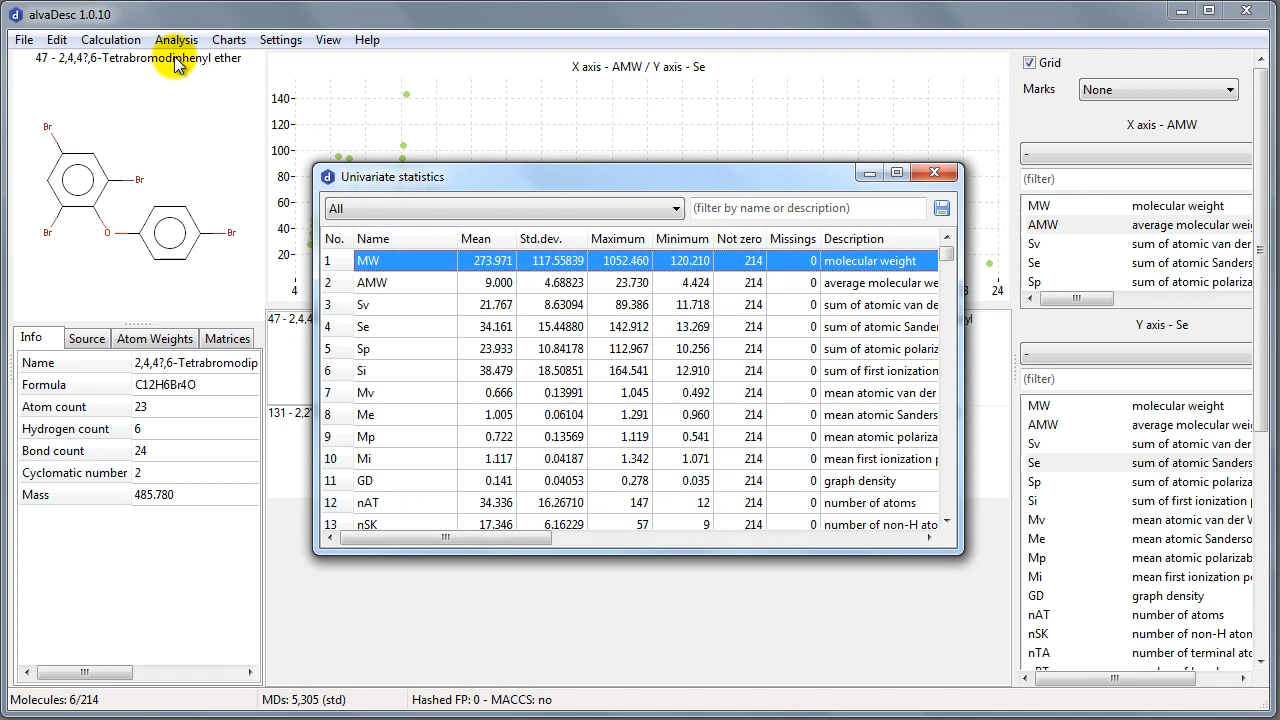 alvaDesc 1.0.10
File Edit Calculation Analysis Charts Settings View Help
47 - 2,4,4?,6-Tetrabromodiphenyl ether
Br
Br
Br
O
Br
Info Source Atom Weights Matrices
Name 2,4,4?,6-Tetrabromodip
Formula C12H6Br4O
Atom count 23
Hydrogen count 6
Bond count 24
Cyclomatic number 2
Mass 485.780
X axis - AMW / Y axis - Se
140
120
100
80
60
40
20
4
24
47 - 2,4,4
131 - 2,2'
yl
Univariate statistics
All (filter by name or description)
No. Name Mean Std.dev. Maximum Minimum Not zero Missings Description
1 MW 273.971 117.55839 1052.460 120.210 214 0 molecular weight
2 AMW 9.000 4.68823 23.730 4.424 214 0 average molecular we
3 Sv 21.767 8.63094 89.386 11.718 214 0 sum of atomic van de
4 Se 34.161 15.44880 142.912 13.269 214 0 sum of atomic Sander
5 Sp 23.933 10.84178 112.967 10.256 214 0 sum of atomic polariz
6 Si 38.479 18.50851 164.541 12.910 214 0 sum of first ionization
7 Mv 0.666 0.13991 1.045 0.492 214 0 mean atomic van der
8 Me 1.005 0.06104 1.291 0.960 214 0 mean atomic Sanders
9 Mp 0.722 0.13569 1.119 0.541 214 0 mean atomic polariza
10 Mi 1.117 0.04187 1.342 1.071 214 0 mean first ionization p
11 GD 0.141 0.04053 0.278 0.035 214 0 graph density
12 nAT 34.336 16.26710 147 12 214 0 number of atoms
13 nSK 17.346 6.16229 57 9 214 0 number of non-H ato
Grid
Marks None
X axis - AMW
-
(filter)
MW molecular weight
AMW average molecular we
Sv sum of atomic van der
Se sum of atomic Sanders
Sp sum of atomic polariz
Y axis - Se
-
(filter)
MW molecular weight
AMW average molecular we
Sv sum of atomic van der
Se sum of atomic Sanders
Sp sum of atomic polariz
Si sum of first ionization
Mv mean atomic van der W
Me mean atomic Sanders
Mp mean atomic polarizab
Mi mean first ionization p
GD graph density
nAT number of atoms
nSK number of non-H aton
nTA number of terminal ato
Molecules: 6/214 MDs: 5,305 (std) Hashed FP: 0 - MACCS: no